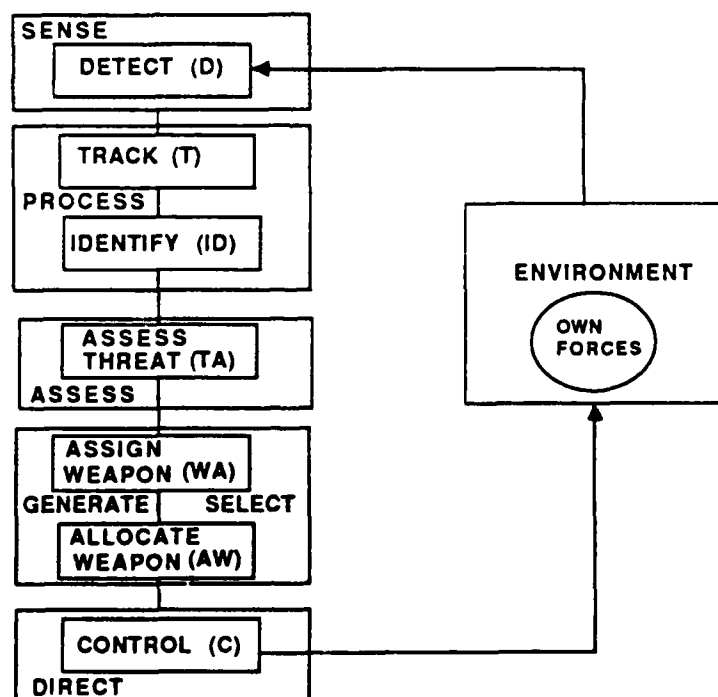 SENSE
DETECT (D)
TRACK (T)
PROCESS
IDENTIFY (ID)
ASSESS
THREAT (TA)
ASSESS
ASSIGN
WEAPON (WA)
GENERATE SELECT
ALLOCATE
WEAPON (AW)
CONTROL (C)
DIRECT
ENVIRONMENT
OWN
FORCES